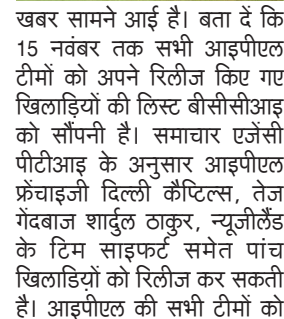 खबर सामने आई है। बता दें कि
15 नवंबर तक सभी आइपीएल
टीमों को अपने रिलीज किए गए
खिलाड़ियों की लिस्ट बीसीसीआइ
को सौंपनी है। समाचार एजेंसी
पीटीआइ के अनुसार आइपीएल
फ्रेंचाइजी दिल्ली कैप्टिल्स, तेज
गेंदबाज शार्दुल ठाकुर, न्यूजीलैंड
के टिम साइफर्ट समेत पांच
खिलाडिय़ों को रिलीज कर सकती
है। आइपीएल की सभी टीमों को